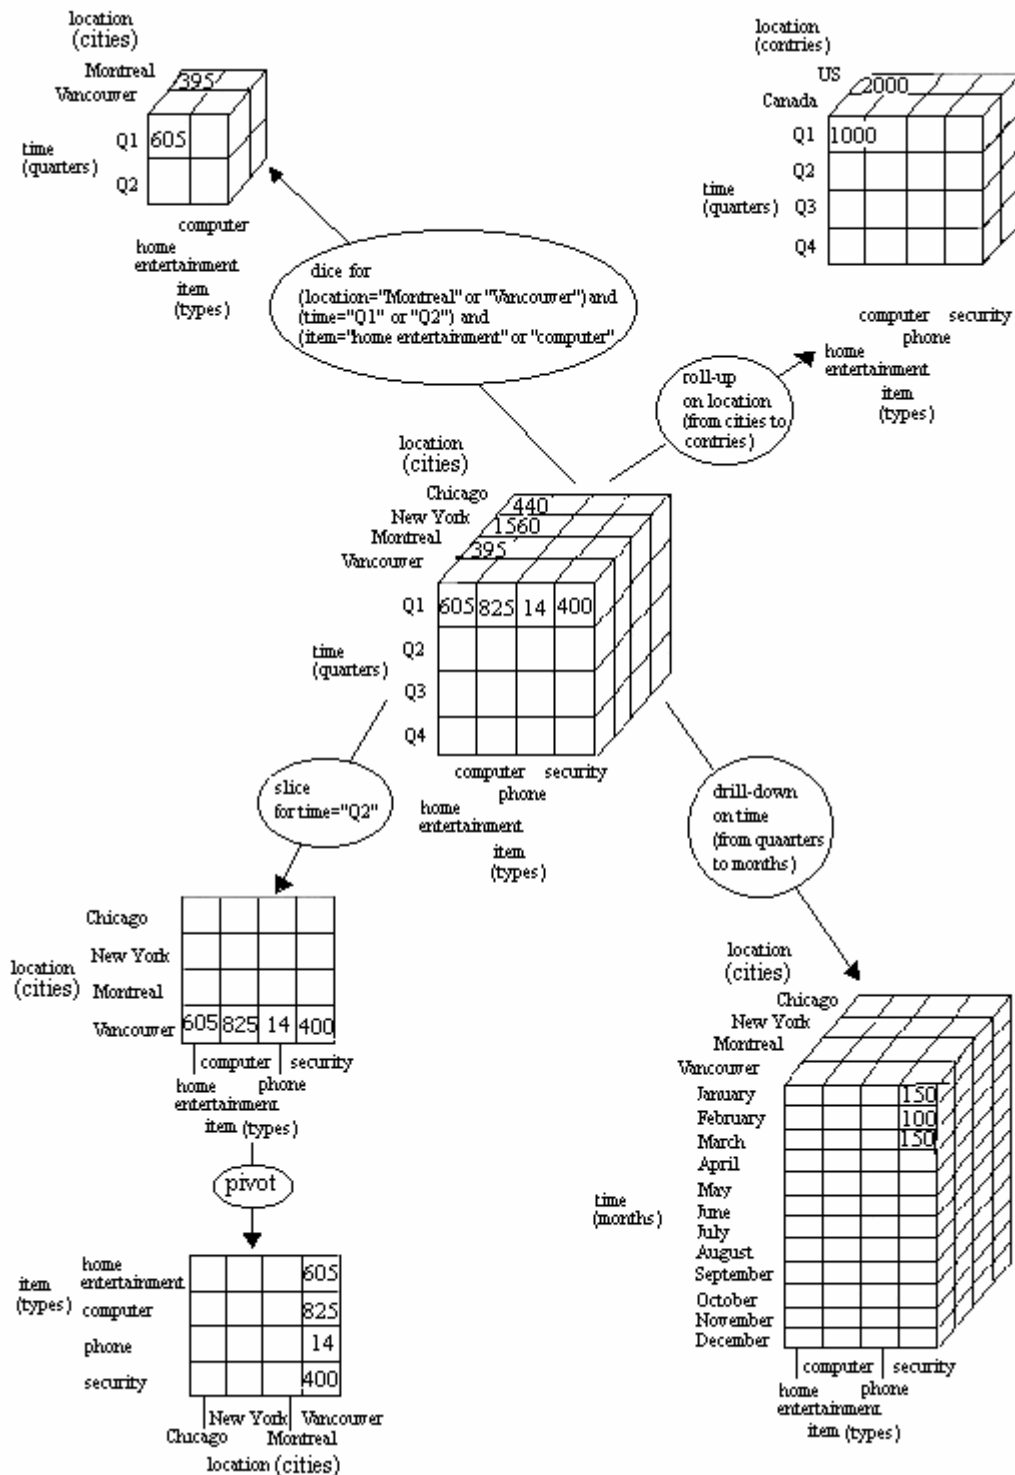 location
(cities)
Montreal
Vancouver
395
time
(quarters)
Q1
605
Q2
computer
home
entertainment
item
(types)
location
(contries)
US
2000
Canada
Q1
1000
time
(quarters)
Q2
Q3
Q4
computer security
phone
home
entertainment
item
(types)
dice for
(location="Montreal" or "Vancouver") and
(time="Q1" or "Q2") and
(item="home entertainment" or "computer"
roll-up
on location
(from cities to
contries)
location
(cities)
Chicago
440
New York
1560
Montreal
395
Vancouver
Q1 605 825 14 400
time
(quarters)
Q2
Q3
Q4
computer security
phone
home
entertainment
item
(types)
slice
for time="Q2"
drill-down
on time
(from quaarters
to months)
Chicago
New York
location
(cities)
Montreal
Vancouver 605 825 14 400
computer security
home phone
entertainment
item (types)
pivot
item
(types)
home
entertainment 605
computer 825
phone 14
security 400
New York Vancouver
Chicago Montreal
location (cities)
location
(cities)
Chicago
New York
Montreal
Vancouver
January 150
February 100
March 150
April
May
time
(months)
June
July
August
September
October
November
December
computer security
home phone
entertainment
item (types)